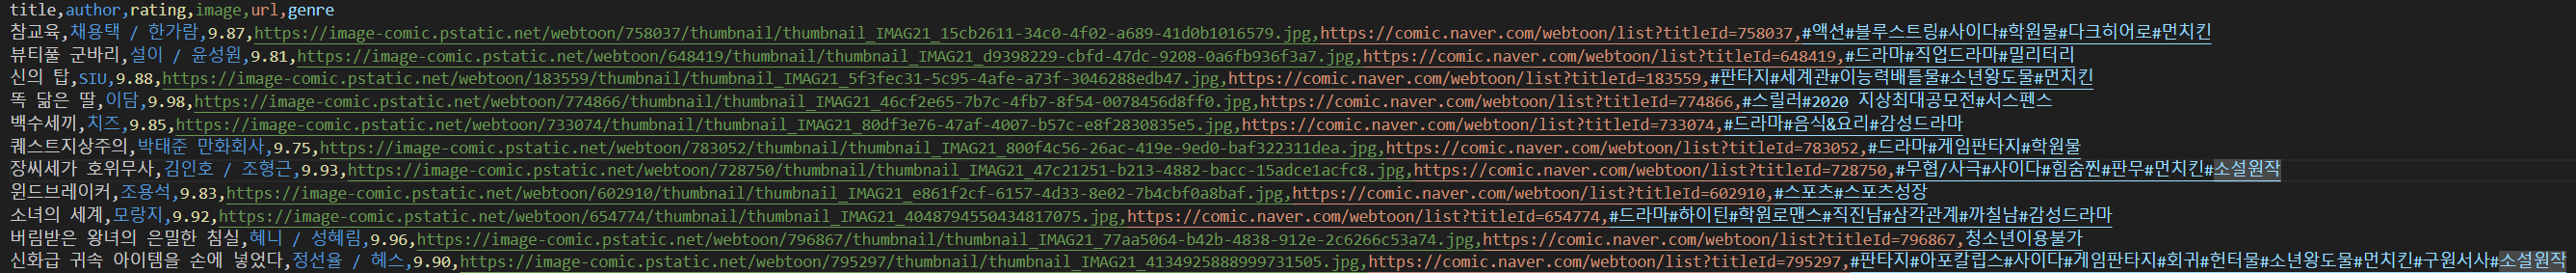 title,author,rating,image,url,genre
참교육,채용택 / 한가람,9.87,https://image-comic.pstatic.net/webtoon/758037/thumbnail/thumbnail_IMAG21_15cb2611-34c0-4f02-a689-41d0b1016579.jpg,https://comic.naver.com/webtoon/list?titleId=758037,#액션#블루스트링#사이다#학원물#다크히어로#먼치킨
뷰티풀 군바리,설이 / 윤성원,9.81,https://image-comic.pstatic.net/webtoon/648419/thumbnail/thumbnail_IMAG21_d9398229-cbfd-47dc-9208-0a6fb936f3a7.jpg,https://comic.naver.com/webtoon/list?titleId=648419,#드라마#직업드라마#밀리터리
신의 탑,SIU,9.88,https://image-comic.pstatic.net/webtoon/183559/thumbnail/thumbnail_IMAG21_5f3fec31-5c95-4afe-a73f-3046288edb47.jpg,https://comic.naver.com/webtoon/list?titleId=183559,#판타지#세계관#이능력배틀물#소년왕도물#먼치킨
똑 닮은 딸,이담,9.98,https://image-comic.pstatic.net/webtoon/774866/thumbnail/thumbnail_IMAG21_46cf2e65-7b7c-4fb7-8f54-0078456d8ff0.jpg,https://comic.naver.com/webtoon/list?titleId=774866,#스릴러#2020 지상최대공모전#서스펜스
백수세끼,치즈,9.85,https://image-comic.pstatic.net/webtoon/733074/thumbnail/thumbnail_IMAG21_80df3e76-47af-4007-b57c-e8f2830835e5.jpg,https://comic.naver.com/webtoon/list?titleId=733074,#드라마#음식&요리#감성드라마
퀘스트지상주의,박태준 만화회사,9.75,https://image-comic.pstatic.net/webtoon/783052/thumbnail/thumbnail_IMAG21_800f4c56-26ac-419e-9ed0-baf322311dea.jpg,https://comic.naver.com/webtoon/list?titleId=783052,#드라마#게임판타지#학원물
장씨세가 호위무사,김인호 / 조형근,9.93,https://image-comic.pstatic.net/webtoon/728750/thumbnail/thumbnail_IMAG21_47c21251-b213-4882-bacc-15adce1acfc8.jpg,https://comic.naver.com/webtoon/list?titleId=728750,#무협/사극#사이다#힘숨찐#판무#먼치킨#소설원작
윈드브레이커,조용석,9.83,https://image-comic.pstatic.net/webtoon/602910/thumbnail/thumbnail_IMAG21_e861f2cf-6157-4d33-8e02-7b4cbf0a8baf.jpg,https://comic.naver.com/webtoon/list?titleId=602910,#스포츠#스포츠성장
소녀의 세계,모랑지,9.92,https://image-comic.pstatic.net/webtoon/654774/thumbnail/thumbnail_IMAG21_4048794550434817075.jpg,https://comic.naver.com/webtoon/list?titleId=654774,#드라마#하이틴#학원로맨스#직진남#삼각관계#까칠남#감성드라마
버림받은 왕녀의 은밀한 침실,혜니 / 성혜림,9.96,https://image-comic.pstatic.net/webtoon/796867/thumbnail/thumbnail_IMAG21_77aa5064-b42b-4838-912e-2c6266c53a74.jpg,https://comic.naver.com/webtoon/list?titleId=796867,청소년이용불가
신화급 귀속 아이템을 손에 넣었다,정선율 / 헤스,9.90,https://image-comic.pstatic.net/webtoon/795297/thumbnail/thumbnail_IMAG21_4134925888999731505.jpg,https://comic.naver.com/webtoon/list?titleId=795297,#판타지#아포칼립스#사이다#게임판타지#회귀#헌터물#소년왕도물#먼치킨#구원서사#소설원작